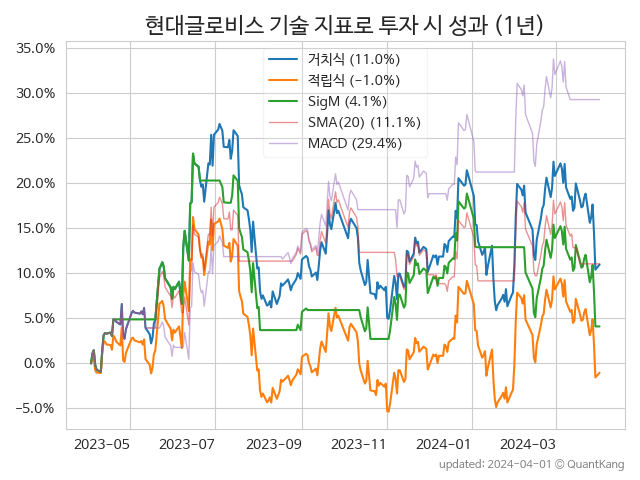 현대글로비스 기술 지표로 투자 시 성과 (1년)
35.0%
30.0%
25.0%
20.0%
15.0%
10.0%
5.0%
0.0%
−5.0%
거치식 (11.0%)
적립식 (−1.0%)
SigM (4.1%)
SMA(20) (11.1%)
MACD (29.4%)
2023-05 2023-07 2023-09 2023-11 2024-01 2024-03
updated: 2024-04-01 © QuantKang